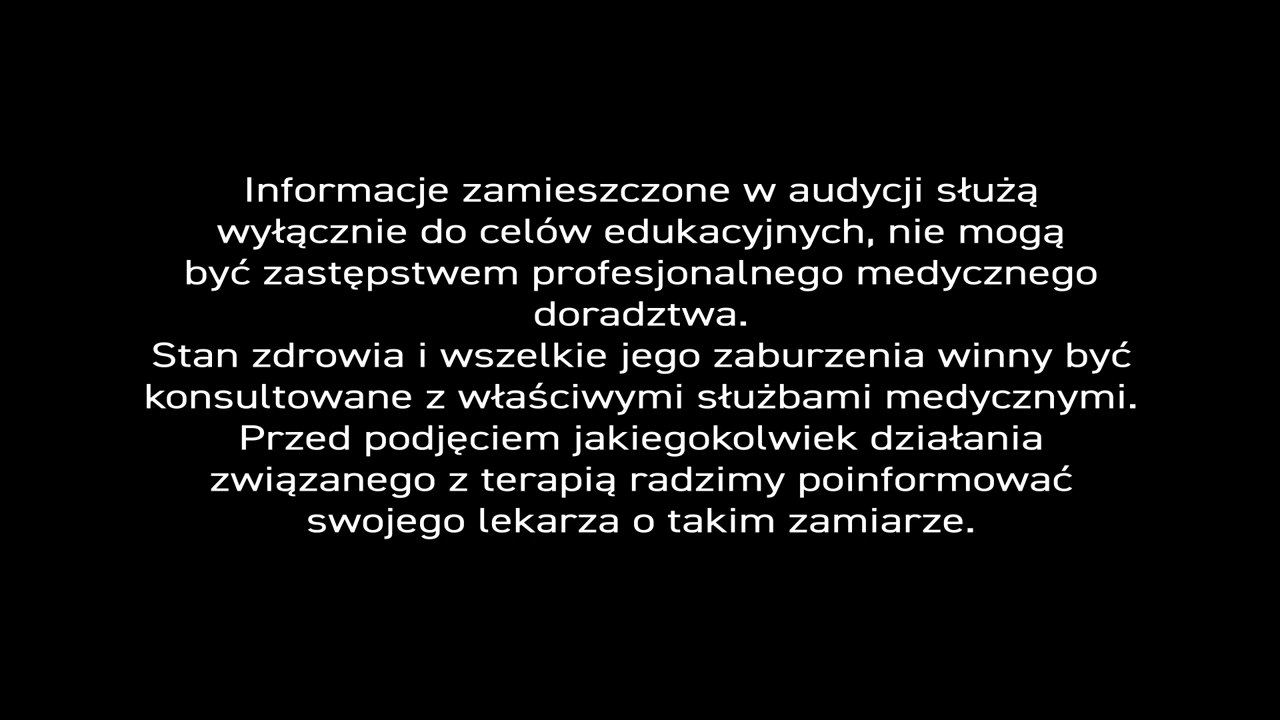 Informacje zamieszczone w audycji służą
wyłącznie do celów edukacyjnych, nie mogą
być zastępstwem profesjonalnego medycznego
doradztwa.
Stan zdrowia i wszelkie jego zaburzenia winny być
konsultowane z właściwymi służbami medycznymi.
Przed podjęciem jakiegokolwiek działania
związanego z terapią radzimy poinformować
swojego lekarza o takim zamiarze.